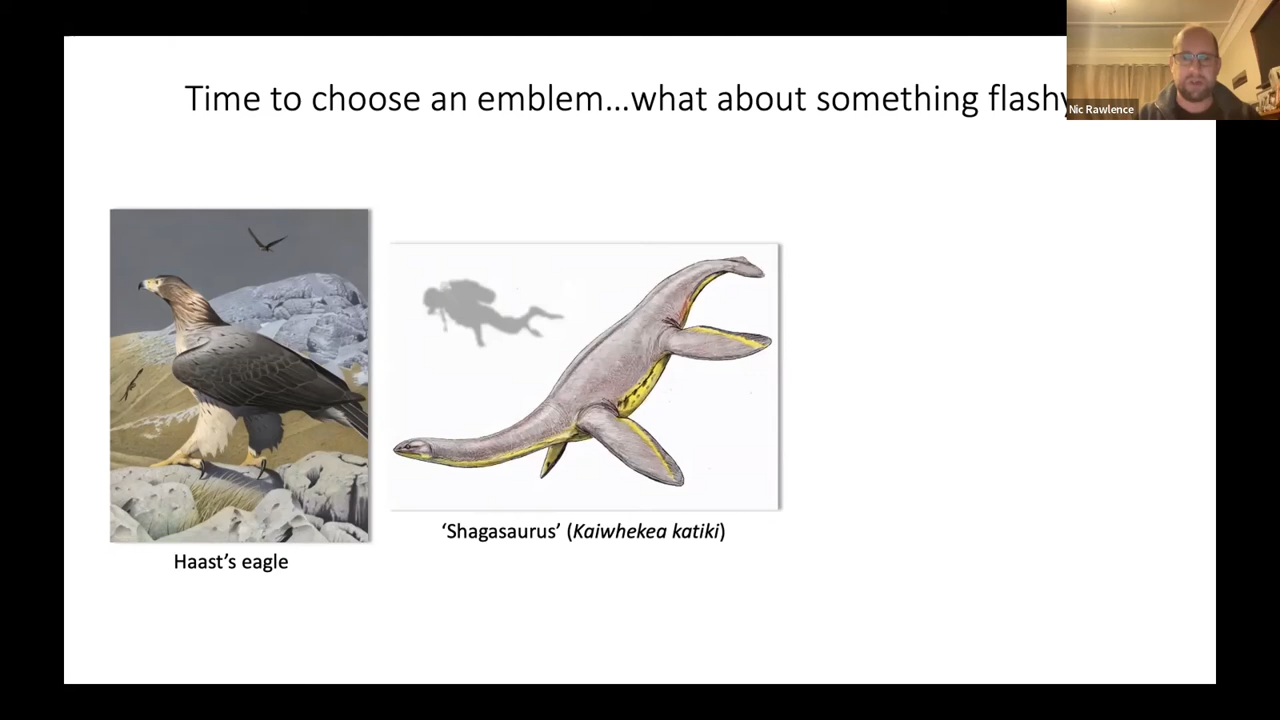 Time to choose an emblem…what about something flashy
Nic Rawlence
'Shagasaurus' (Kaiwhekea katiki)
Haast's eagle